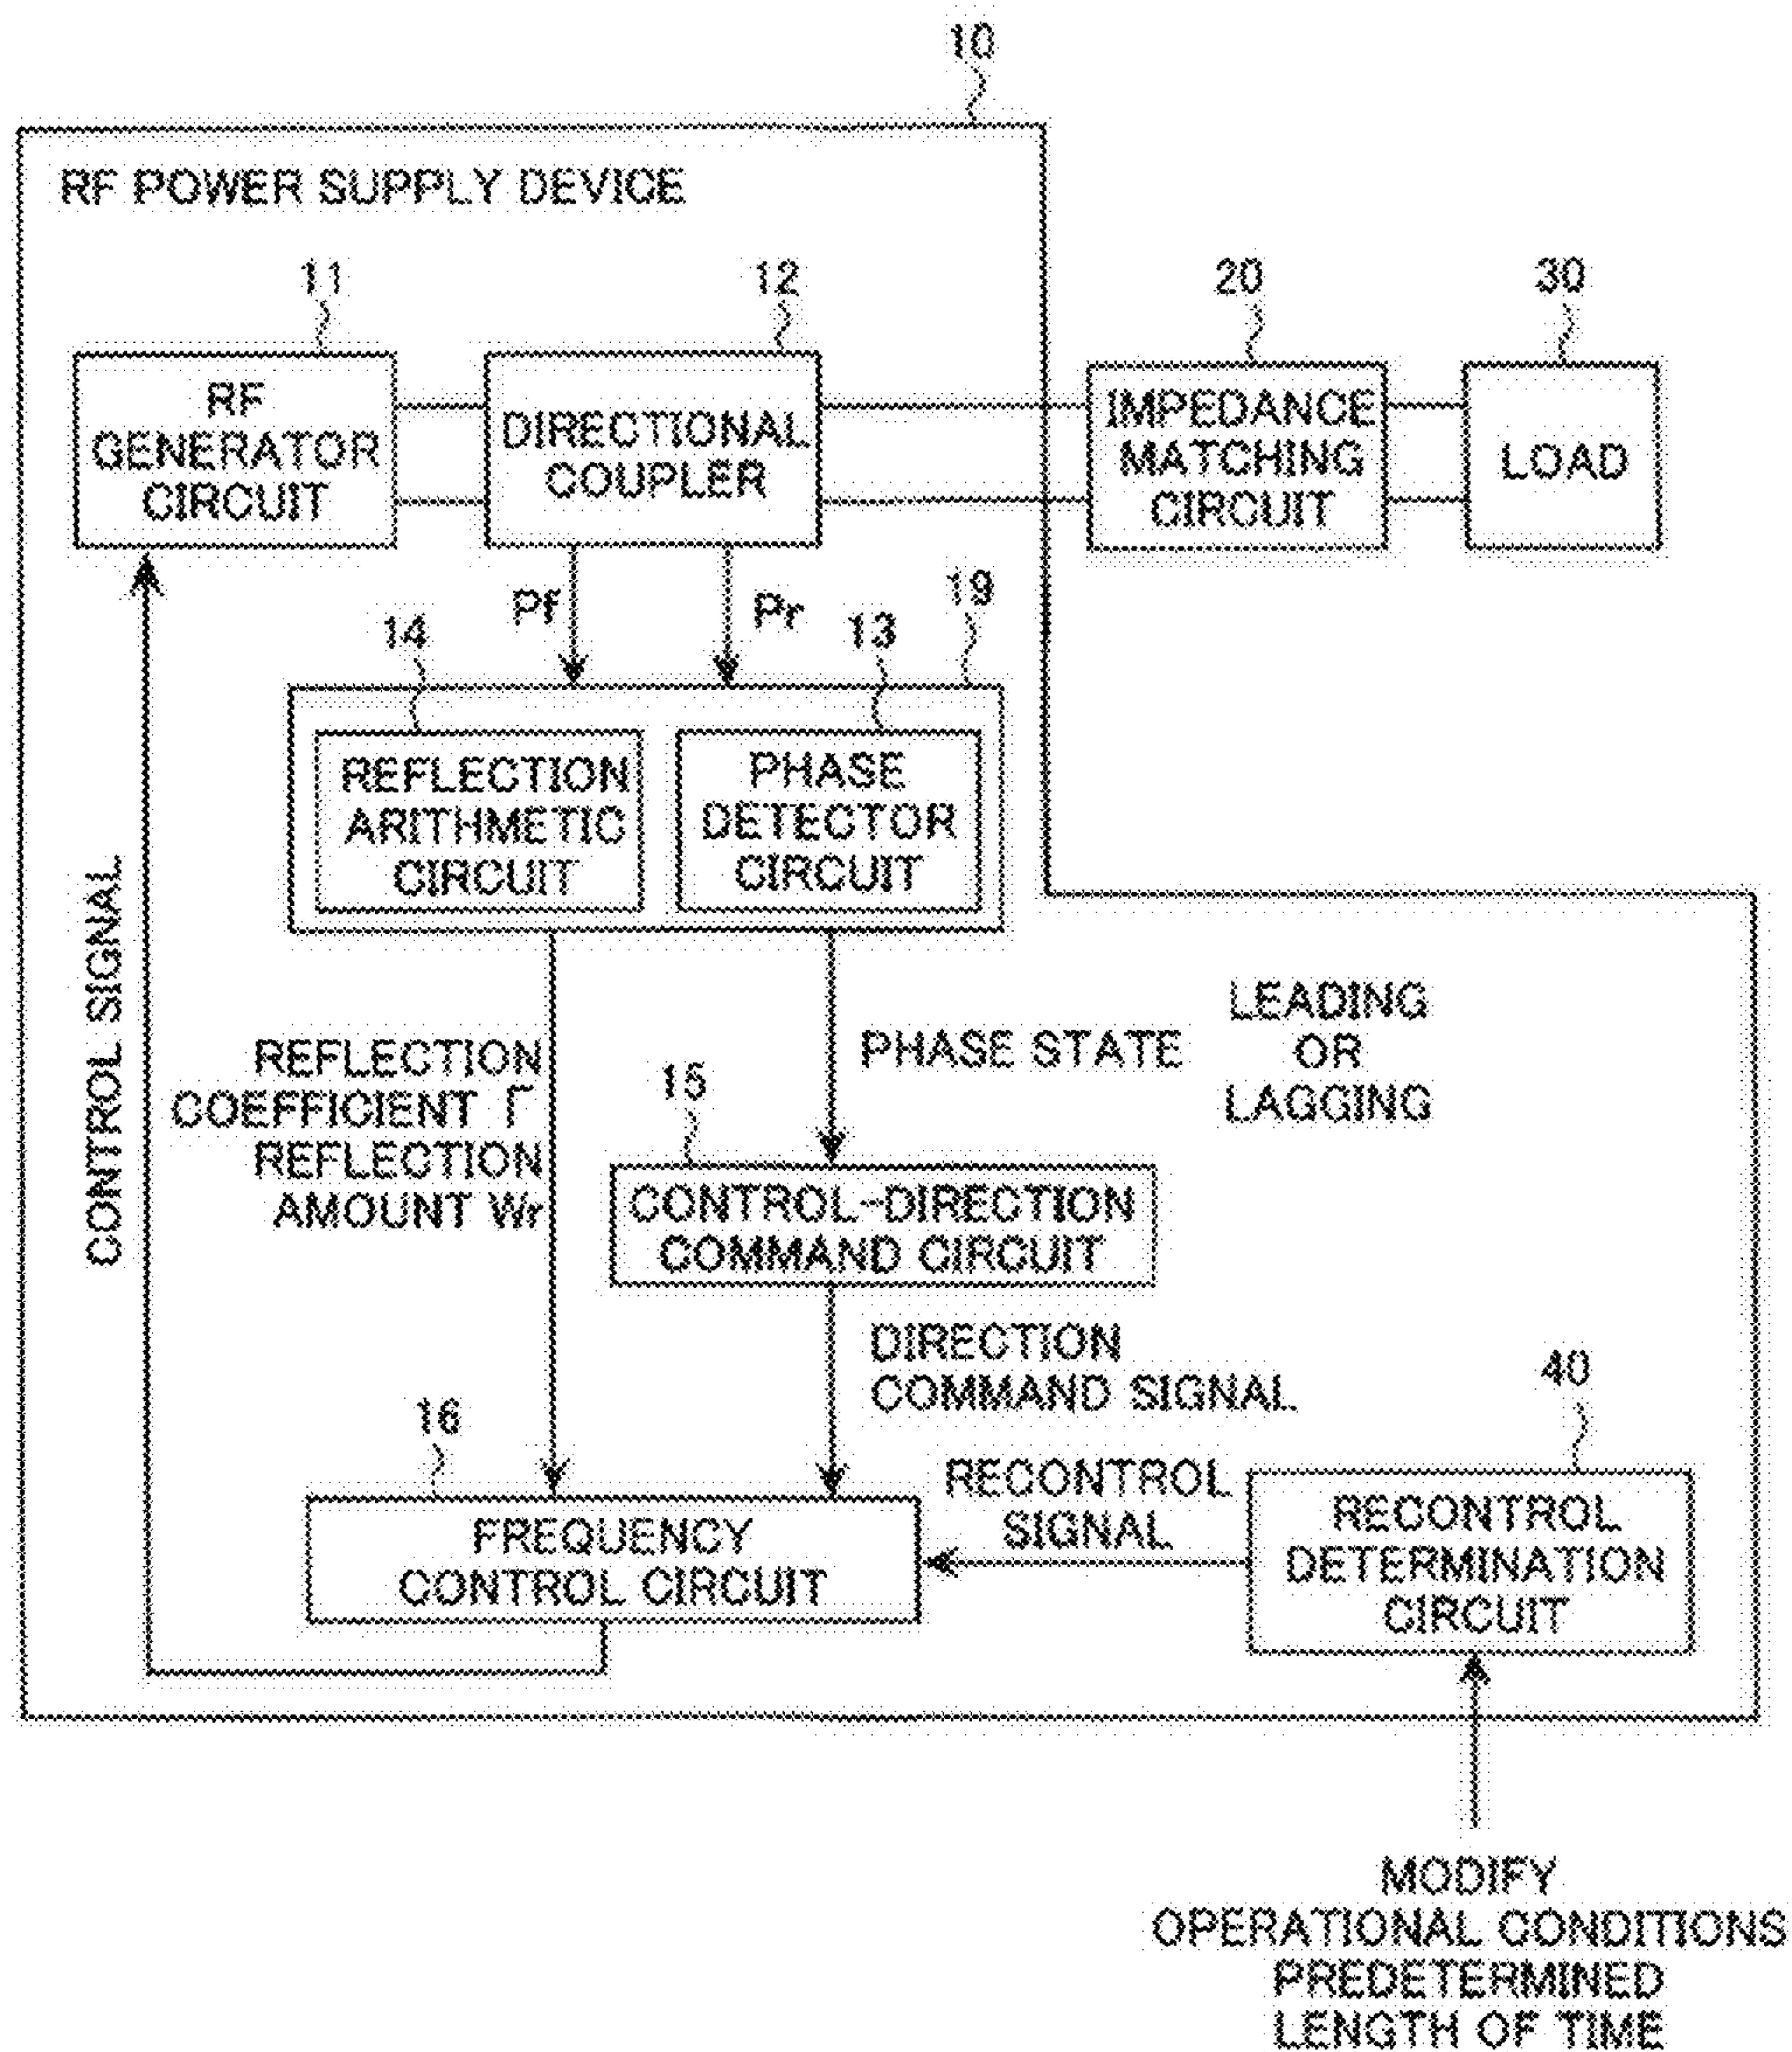 10
RF POWER SUPPLY DEVICE
11
12
20
30
RF
GENERATOR
CIRCUIT
DIRECTIONAL
COUPLER
IMPEDANCE
MATCHING
CIRCUIT
LOAD
Pf
Pr
19
14
13
REFLECTION
ARITHMETIC
CIRCUIT
PHASE
DETECTOR
CIRCUIT
CONTROL SIGNAL
REFLECTION
COEFFICIENT Γ
REFLECTION
AMOUNT Wr
PHASE STATE
LEADING
OR
LAGGING
15
CONTROL-DIRECTION
COMMAND CIRCUIT
DIRECTION
COMMAND SIGNAL
16
40
FREQUENCY
CONTROL CIRCUIT
RECONTROL
SIGNAL
RECONTROL
DETERMINATION
CIRCUIT
MODIFY
OPERATIONAL CONDITIONS
PREDETERMINED
LENGTH OF TIME